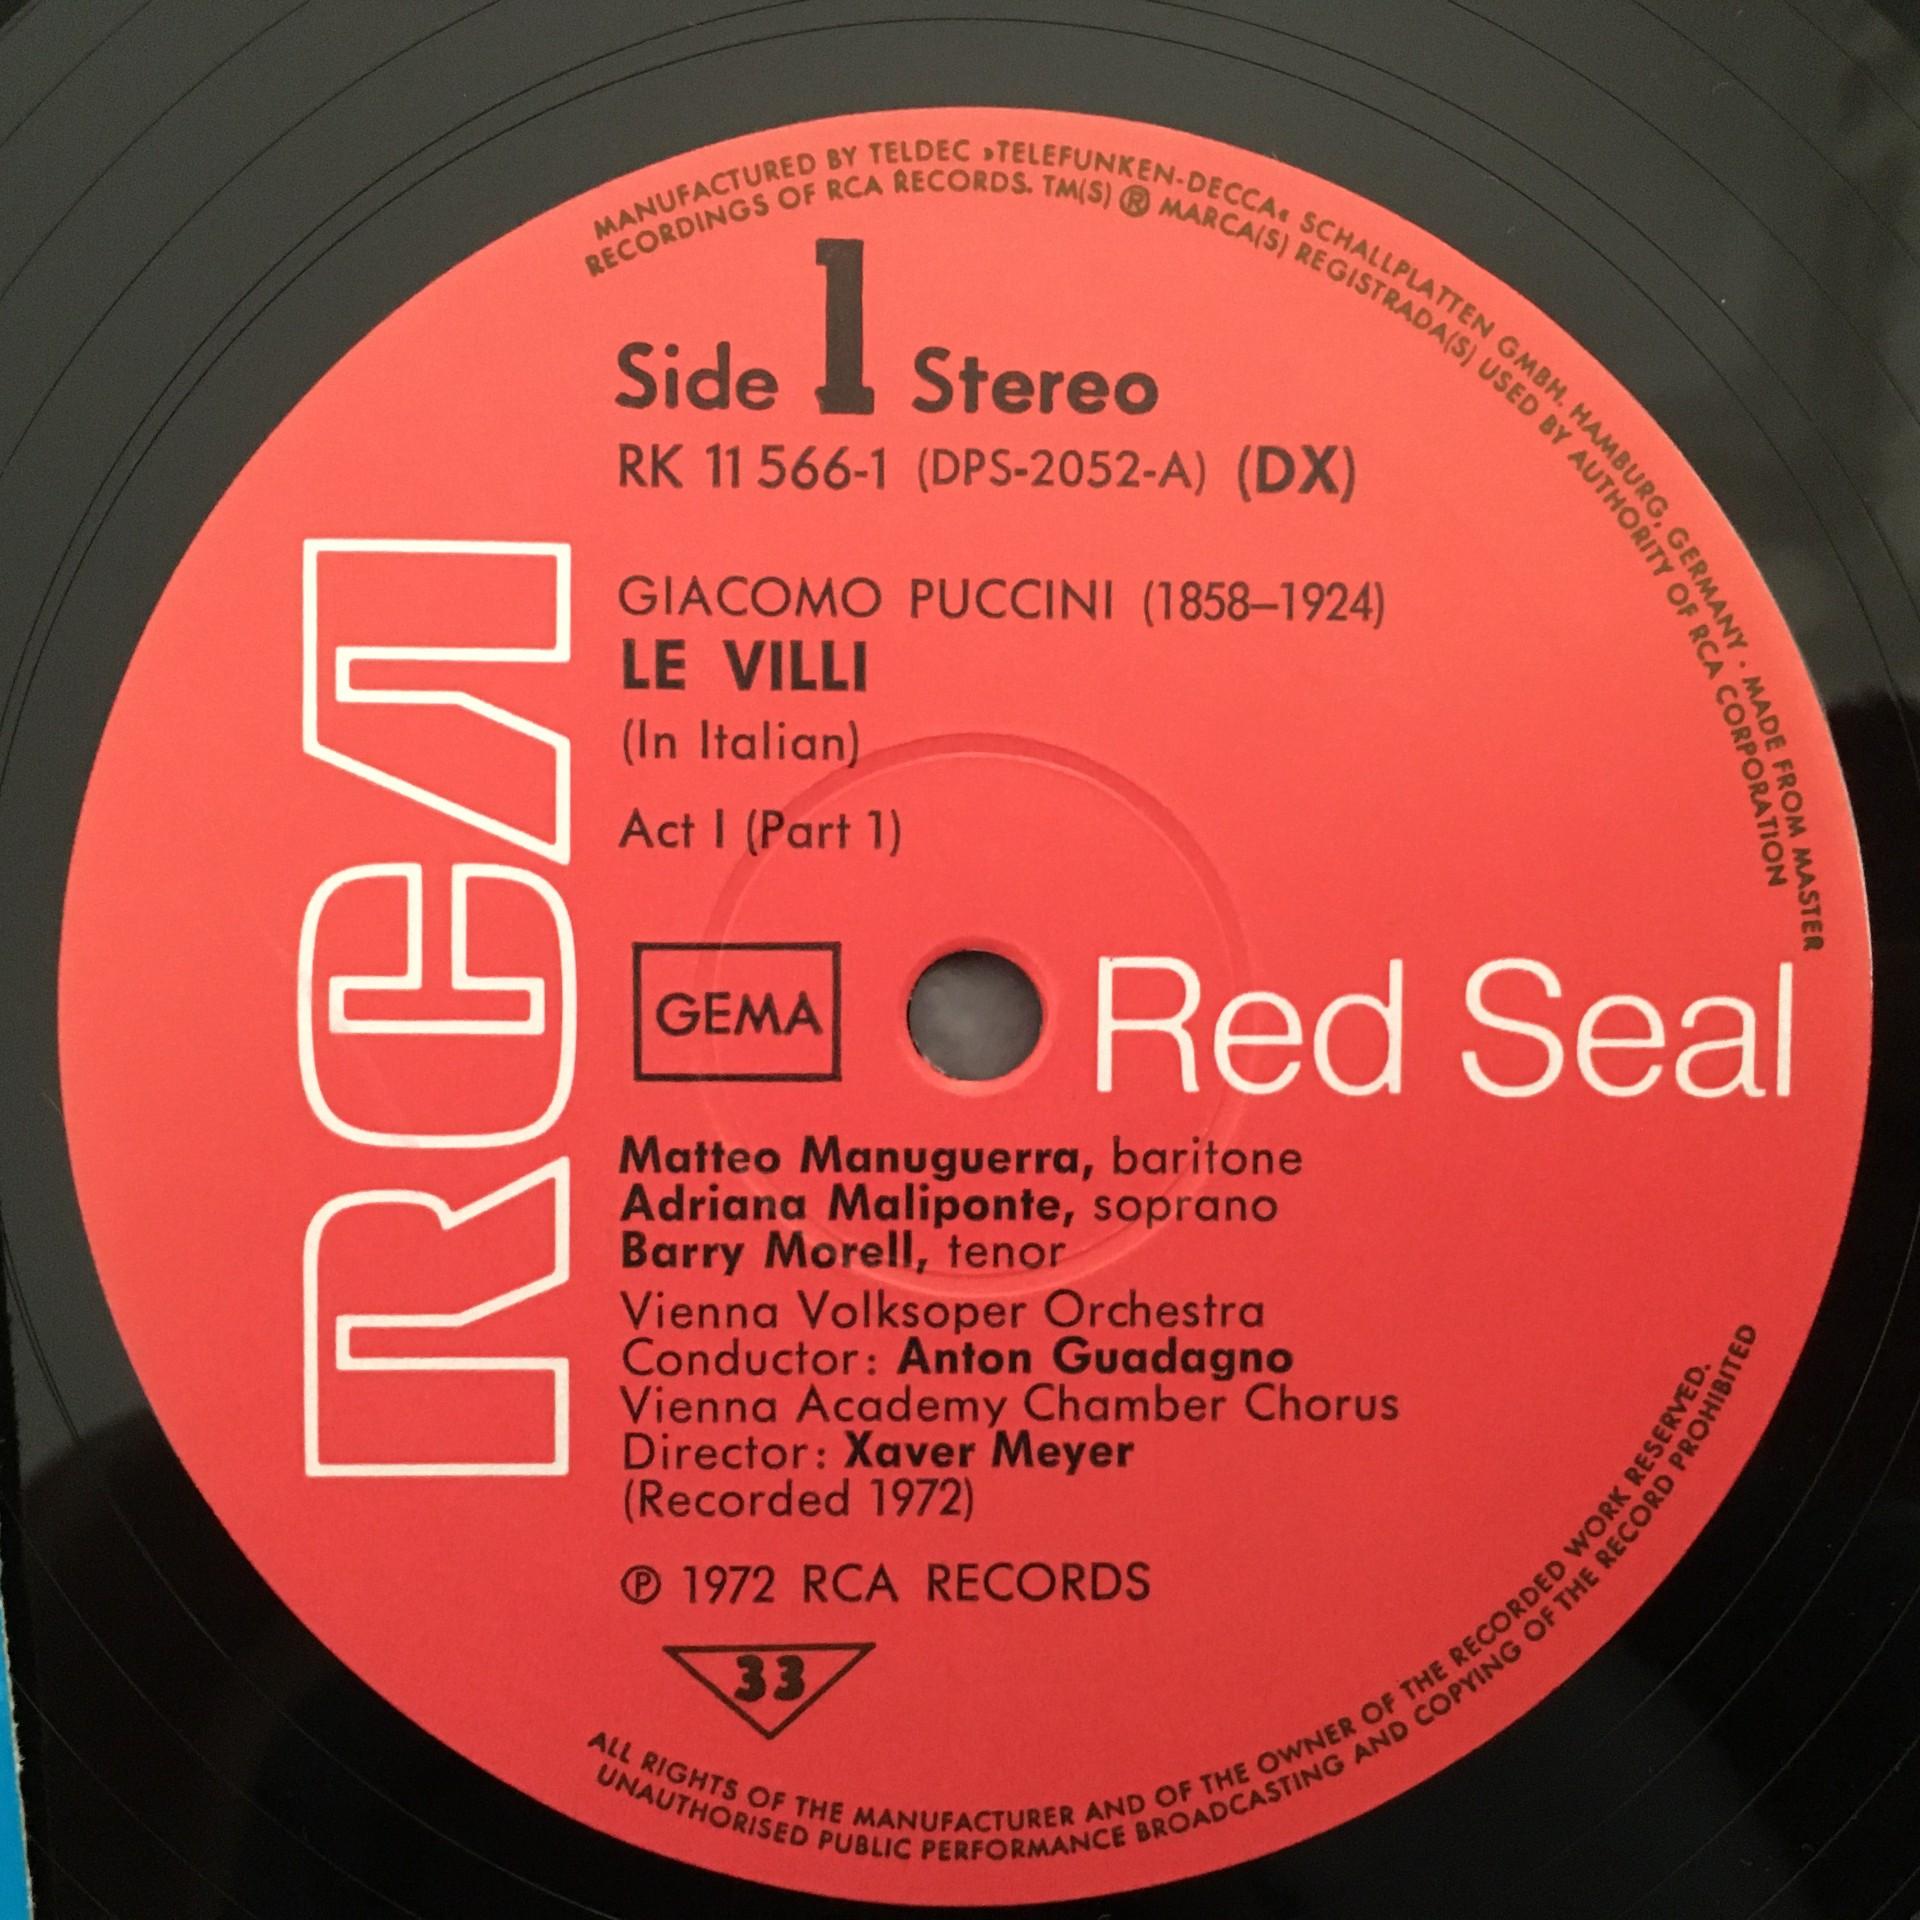 MANUFACTURED BY TELDEC »TELEFUNKEN-DECCA« SCHALLPLATTEN GMBH. HAMBURG, GERMANY · MADE FROM MASTER
RECORDINGS OF RCA RECORDS. TM(S) ® MARCA(S) REGISTRADA(S) USED BY AUTHORITY OF RCA CORPORATION
Side 1 Stereo
RK 11 566-1 (DPS-2052-A) (DX)
GIACOMO PUCCINI (1858–1924)
LE VILLI
(In Italian)
Act I (Part 1)
RCA
GEMA
Red Seal
Matteo Manuguerra, baritone
Adriana Maliponte, soprano
Barry Morell, tenor
Vienna Volksoper Orchestra
Conductor: Anton Guadagno
Vienna Academy Chamber Chorus
Director: Xaver Meyer
(Recorded 1972)
℗ 1972 RCA RECORDS
33
ALL RIGHTS OF THE MANUFACTURER AND OF THE OWNER OF THE RECORDED WORK RESERVED.
UNAUTHORISED PUBLIC PERFORMANCE BROADCASTING AND COPYING OF THE RECORD PROHIBITED